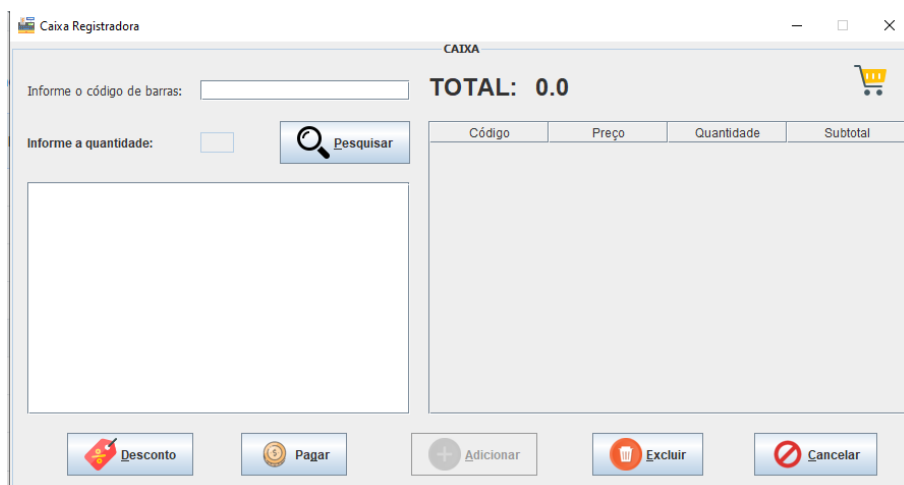 Caixa Registradora
CAIXA
Informe o código de barras:
TOTAL: 0.0
Informe a quantidade:
Pesquisar
Código Preço Quantidade Subtotal
Desconto Pagar Adicionar Excluir Cancelar